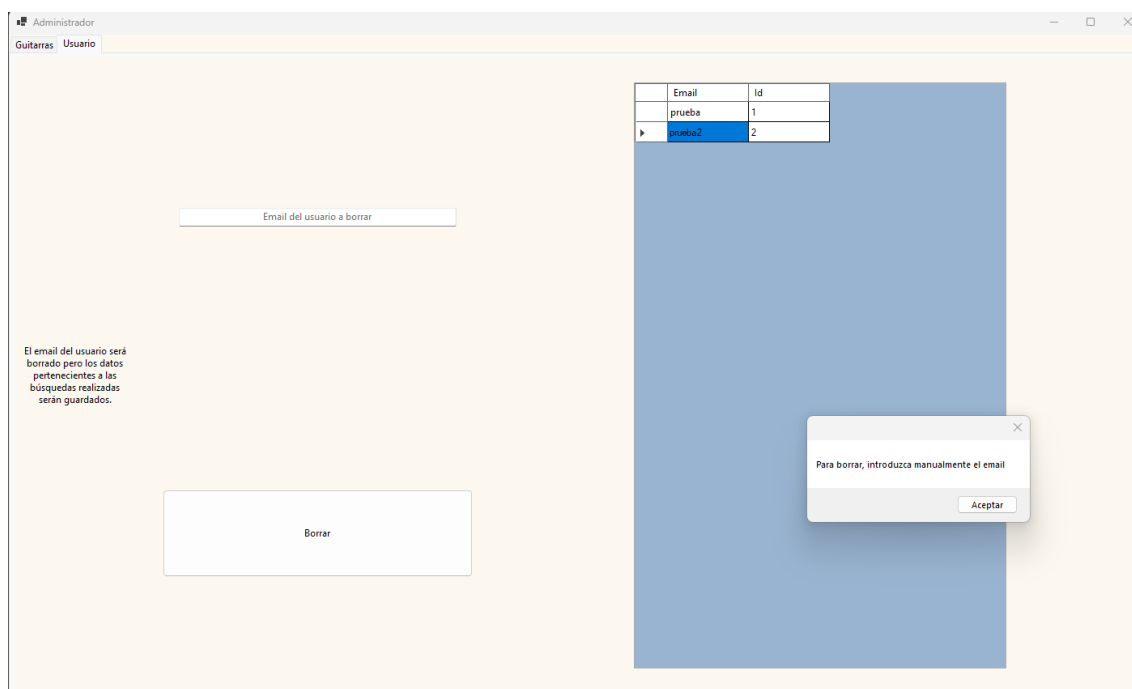 Administrador
Guitarras Usuario
Email Id
prueba 1
prueba2 2
Email del usuario a borrar
El email del usuario será
borrado pero los datos
pertenecientes a las
búsquedas realizadas
serán guardados.
Para borrar, introduzca manualmente el email
Aceptar
Borrar